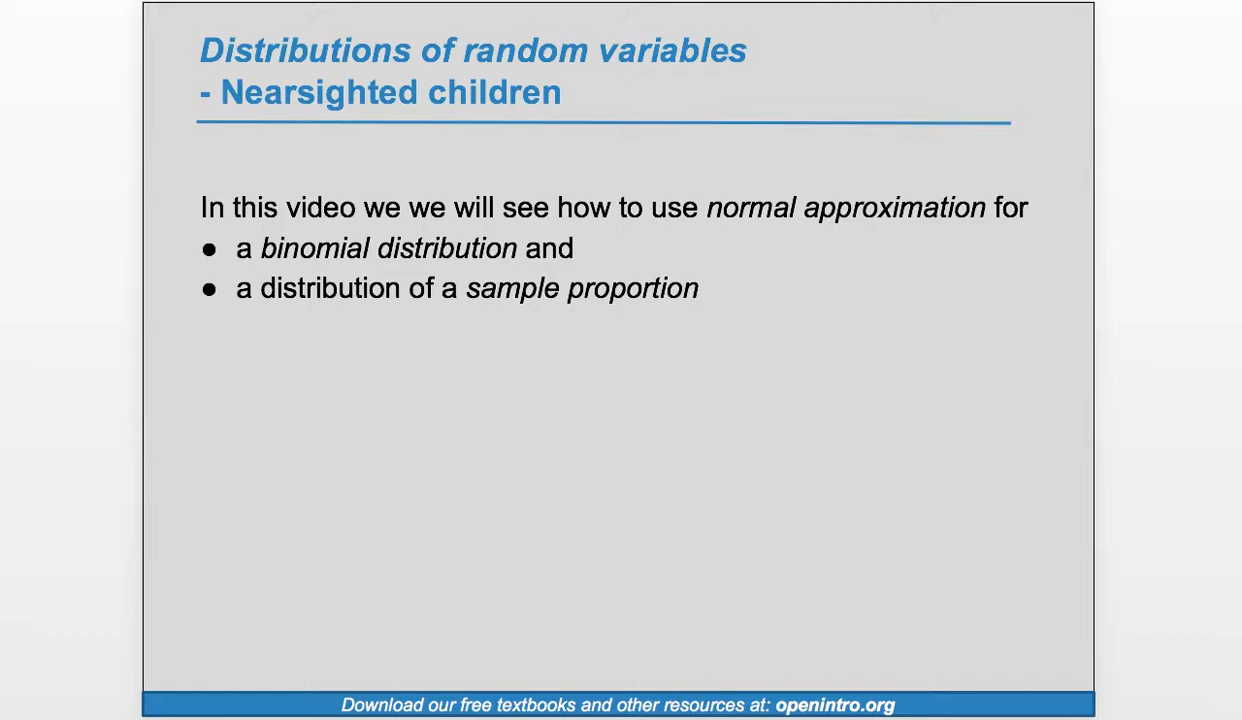 Distributions of random variables
- Nearsighted children
In this video we we will see how to use normal approximation for
● a binomial distribution and
● a distribution of a sample proportion
Download our free textbooks and other resources at: openintro.org